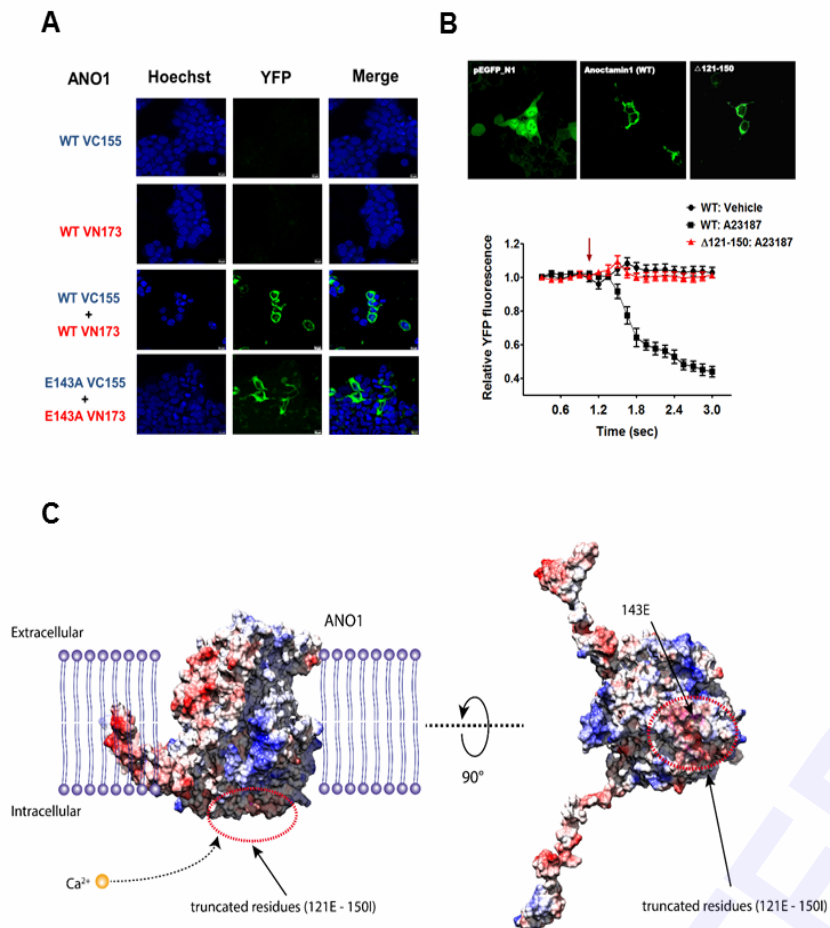 A
ANO1 Hoechst YFP Merge
WT VC155
WT VN173
WT VC155
+
WT VN173
E143A VC155
+
E143A VN173
B
pEGFP_N1 Anoctamin1 (WT) △121-150
WT: Vehicle
WT: A23187
Δ121-150: A23187
Relative YFP fluorescence
1.2
1.0
0.8
0.6
0.4
0.6 1.2 1.8 2.4 3.0
Time (sec)
C
ANO1
Extracellular
Intracellular
Ca²⁺
truncated residues (121E - 150I)
90°
143E
truncated residues (121E - 150I)